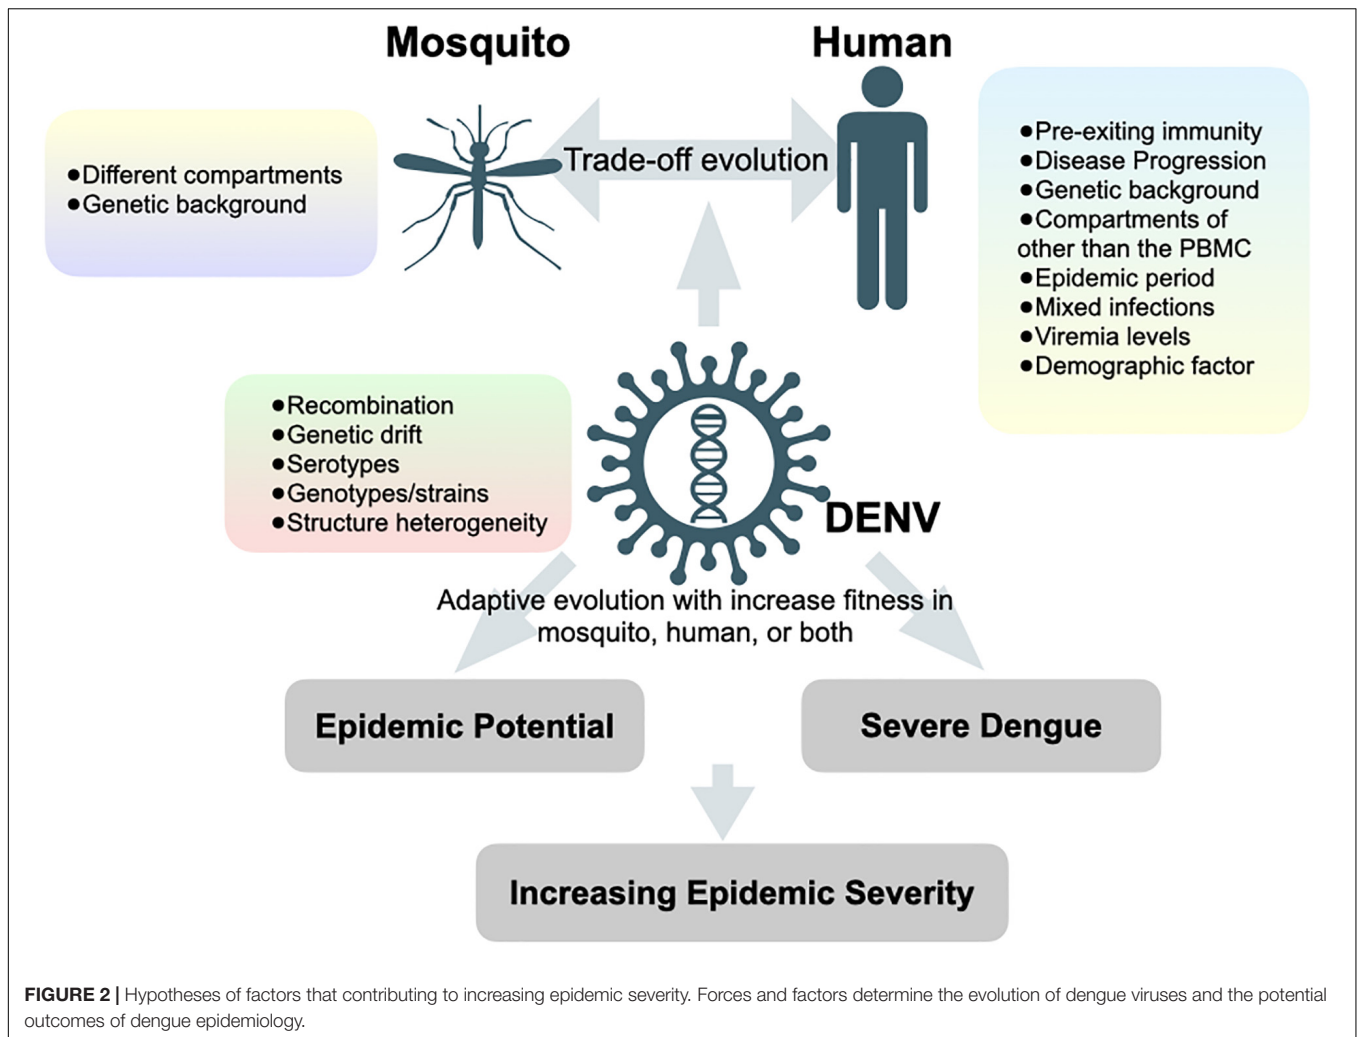 Mosquito
Human
●Different compartments
●Genetic background
Trade-off evolution
●Pre-exiting immunity
●Disease Progression
●Genetic background
●Compartments of
other than the PBMC
●Epidemic period
●Mixed infections
●Viremia levels
●Demographic factor
●Recombination
●Genetic drift
●Serotypes
●Genotypes/strains
●Structure heterogeneity
DENV
Adaptive evolution with increase fitness in
mosquito, human, or both
Epidemic Potential
Severe Dengue
Increasing Epidemic Severity
FIGURE 2 | Hypotheses of factors that contributing to increasing epidemic severity. Forces and factors determine the evolution of dengue viruses and the potential
outcomes of dengue epidemiology.